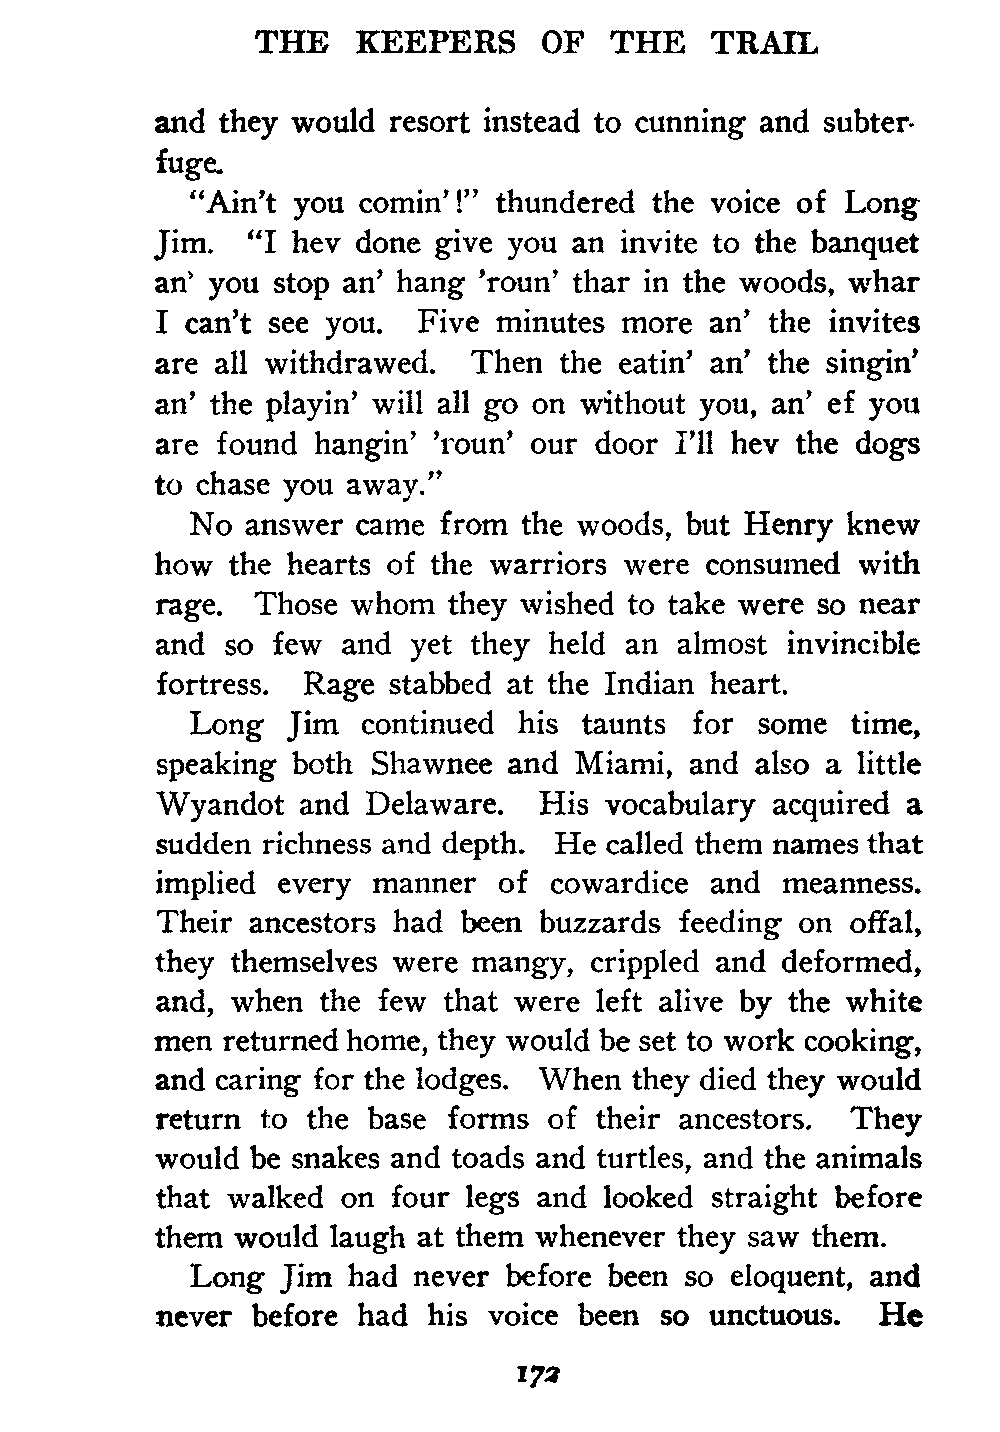 THE KEEPERS OF THE TRAIL
and they would resort instead to cunning and subter-
fuge.
"Ain't you comin'!" thundered the voice of Long
Jim. "I hev done give you an invite to the banquet
an' you stop an' hang 'roun' thar in the woods, whar
I can't see you. Five minutes more an' the invites
are all withdrawed. Then the eatin' an' the singin'
an' the playin' will all go on without you, an' ef you
are found hangin' 'roun' our door I'll hev the dogs
to chase you away."
No answer came from the woods, but Henry knew
how the hearts of the warriors were consumed with
rage. Those whom they wished to take were so near
and so few and yet they held an almost invincible
fortress. Rage stabbed at the Indian heart.
Long Jim continued his taunts for some time,
speaking both Shawnee and Miami, and also a little
Wyandot and Delaware. His vocabulary acquired a
sudden richness and depth. He called them names that
implied every manner of cowardice and meanness.
Their ancestors had been buzzards feeding on offal,
they themselves were mangy, crippled and deformed,
and, when the few that were left alive by the white
men returned home, they would be set to work cooking,
and caring for the lodges. When they died they would
return to the base forms of their ancestors. They
would be snakes and toads and turtles, and the animals
that walked on four legs and looked straight before
them would laugh at them whenever they saw them.
Long Jim had never before been so eloquent, and
never before had his voice been so unctuous. He
172